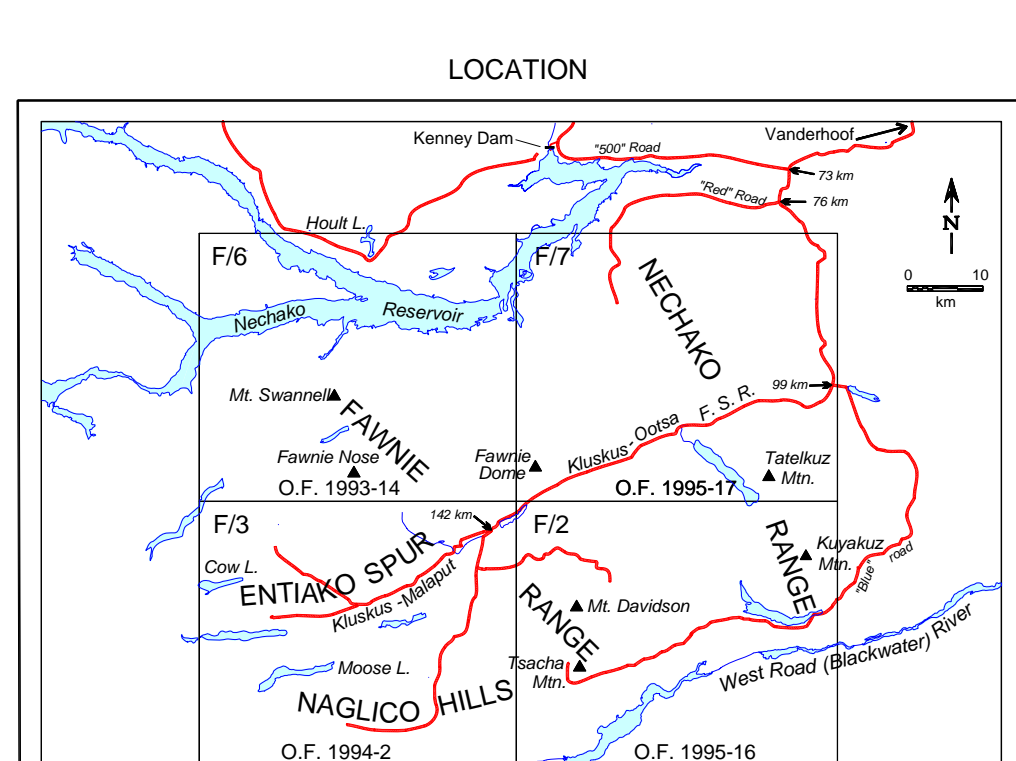 LOCATION
Kenney Dam
"500" Road
Vanderhoof
73 km
"Red" Road
76 km
N
Hoult L.
F/6
F/7
NECHAKO
0 10
km
Nechako Reservoir
99 km
Mt. Swannell
FAWNIE
Kluskus - Ootsa F. S. R.
Fawnie Nose
Fawnie
Dome
Tatelkuz
Mtn.
O.F. 1993-14
O.F. 1995-17
142 km
F/3
F/2
RANGE
Kuyakuz
Mtn.
"Blue" road
Cow L.
ENTIAKO SPUR
Kluskus -Malaput
RANGE
Mt. Davidson
West Road (Blackwater) River
Moose L.
Tsacha
Mtn.
NAGLICO HILLS
O.F. 1994-2
O.F. 1995-16